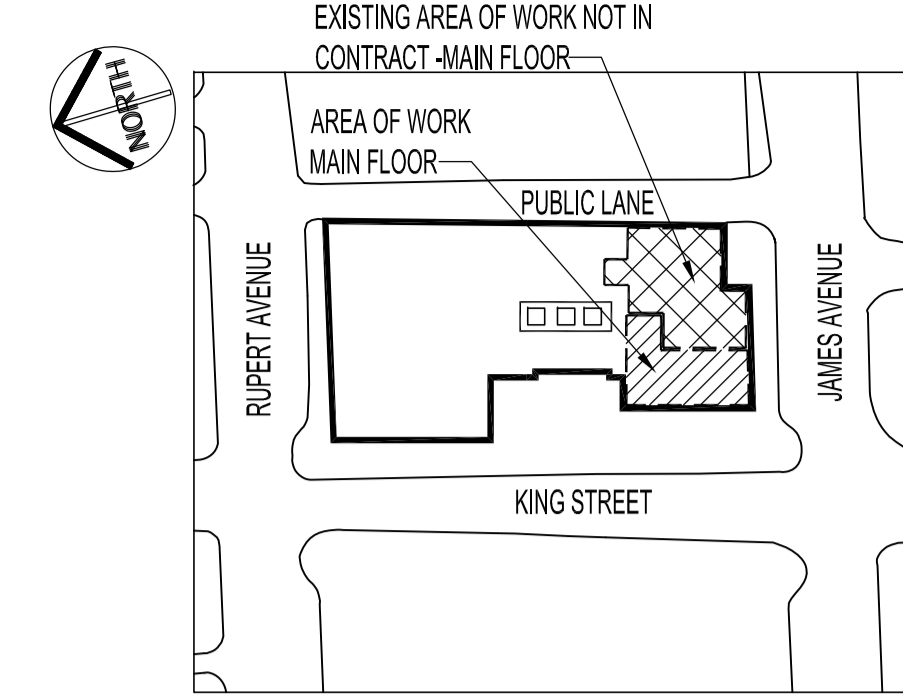 EXISTING AREA OF WORK NOT IN
CONTRACT -MAIN FLOOR
NORTH
AREA OF WORK
MAIN FLOOR
PUBLIC LANE
RUPERT AVENUE
JAMES AVENUE
KING STREET